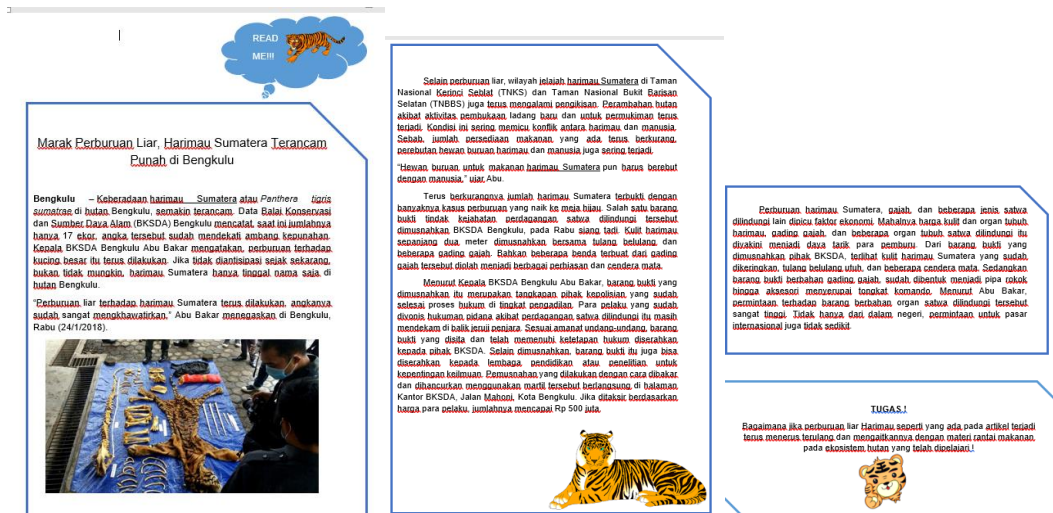 READ
ME!!!
Marak Perburuan Liar, Harimau Sumatera Terancam
Punah di Bengkulu
Bengkulu – Keberadaan harimau Sumatera atau Panthera tigris
sumatrae di hutan Bengkulu, semakin terancam. Data Balai Konservasi
dan Sumber Daya Alam (BKSDA) Bengkulu mencatat, saat ini jumlahnya
hanya 17 ekor, angka tersebut sudah mendekati ambang kepunahan.
Kepala BKSDA Bengkulu Abu Bakar mengatakan, perburuan terhadap
kucing besar itu terus dilakukan. Jika tidak diantisipasi sejak sekarang,
bukan tidak mungkin, harimau Sumatera hanya tinggal nama saja di
hutan.
“Perburuan liar terhadap harimau Sumatera terus dilakukan, angkanya
sudah sangat mengkhawatirkan,” Abu Bakar menegaskan di Bengkulu,
Rabu (24/1/2018).
Selain perburuan liar, wilayah jelajah harimau Sumatera di Taman
Nasional Kerinci Seblat (TNKS) dan Taman Nasional Bukit Barisan
Selatan (TNBBS) juga terus mengalami pengikisan. Perambahan hutan
akibat aktivitas pembukaan ladang baru dan untuk permukiman terus
terjadi. Kondisi ini sering memicu konflik antara harimau dan manusia.
Sebab, jumlah persediaan makanan yang ada terus berkurang,
perebutan hewan buruan harimau dan manusia juga sering terjadi.
“Hewan buruan untuk makanan harimau Sumatera pun harus berebut
dengan manusia,” ujar Abu.
Terus berkurangnya jumlah harimau Sumatera terbukti dengan
banyaknya kasus perburuan yang naik ke meja hijau. Salah satu barang
bukti tindak kejahatan perdagangan satwa dilindungi tersebut
dimusnahkan BKSDA Bengkulu, pada Rabu siang tadi. Kulit harimau
sepanjang dua meter dimusnahkan bersama tulang belulang dan
beberapa gading gajah. Bahkan beberapa benda terbuat dari gading
gajah tersebut diolah menjadi berbagai perhiasan dan cendera mata.
Menurut Kepala BKSDA Bengkulu Abu Bakar, barang bukti yang
dimusnahkan itu merupakan tangkapan pihak kepolisian yang sudah
selesai proses hukum di tingkat pengadilan. Para pelaku yang sudah
divonis hukuman pidana akibat perdagangan satwa dilindungi itu masih
mendekam di balik jeruji penjara. Sesuai amanat undang-undang, barang
bukti yang disita dan telah memenuhi ketetapan hukum diserahkan
kepada pihak BKSDA. Selain dimusnahkan, barang bukti itu juga bisa
diserahkan kepada lembaga pendidikan atau penelitian untuk
kepentingan keilmuan. Pemusnahan yang dilakukan dengan cara dibakar
dan dihancurkan menggunakan martil tersebut berlangsung di halaman
Kantor BKSDA, Jalan Mahoni, Kota Bengkulu. Jika ditaksir berdasarkan
harga para pelaku, jumlahnya mencapai Rp 500 juta.
Perburuan harimau Sumatera, gajah, dan beberapa jenis satwa
dilindungi lain dipicu faktor ekonomi. Mahalnya harga kulit dan organ tubuh
harimau, gading gajah, dan beberapa organ tubuh satwa dilindungi itu
diyakini menjadi daya tarik para pemburu. Dari barang bukti yang
dimusnahkan pihak BKSDA, terlihat kulit harimau Sumatera yang sudah
dikeringkan, tulang belulang utuh, dan beberapa cendera mata. Sedangkan
barang bukti berbahan gading gajah, sudah dibentuk menjadi pipa rokok
hingga aksesori menyerupai tongkat komando. Menurut Abu Bakar,
permintaan terhadap barang berbahan organ satwa dilindungi tersebut
sangat tinggi. Tidak hanya dari dalam negeri, permintaan untuk pasar
internasional juga tidak sedikit.
TUGAS !
Bagaimana jika perburuan liar Harimau seperti yang ada pada artikel terjadi
terus menerus terulang dan mengaitkannya dengan materi rantai makanan
pada ekosistem hutan yang telah dipelajari.!